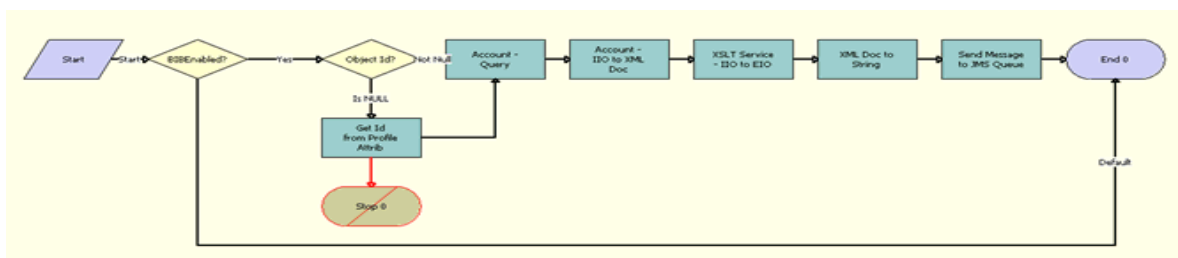 Start
Start
B2BEnabled?
Yes
Object Id?
Not Null
Account -
Query
Account -
IIO to XML
Doc
XSLT Service
- IIO to EIO
XML Doc to
String
Send Message
to JMS Queue
End 0
Is NULL
Get Id
from Profile
Attrib
Default
Stop 0